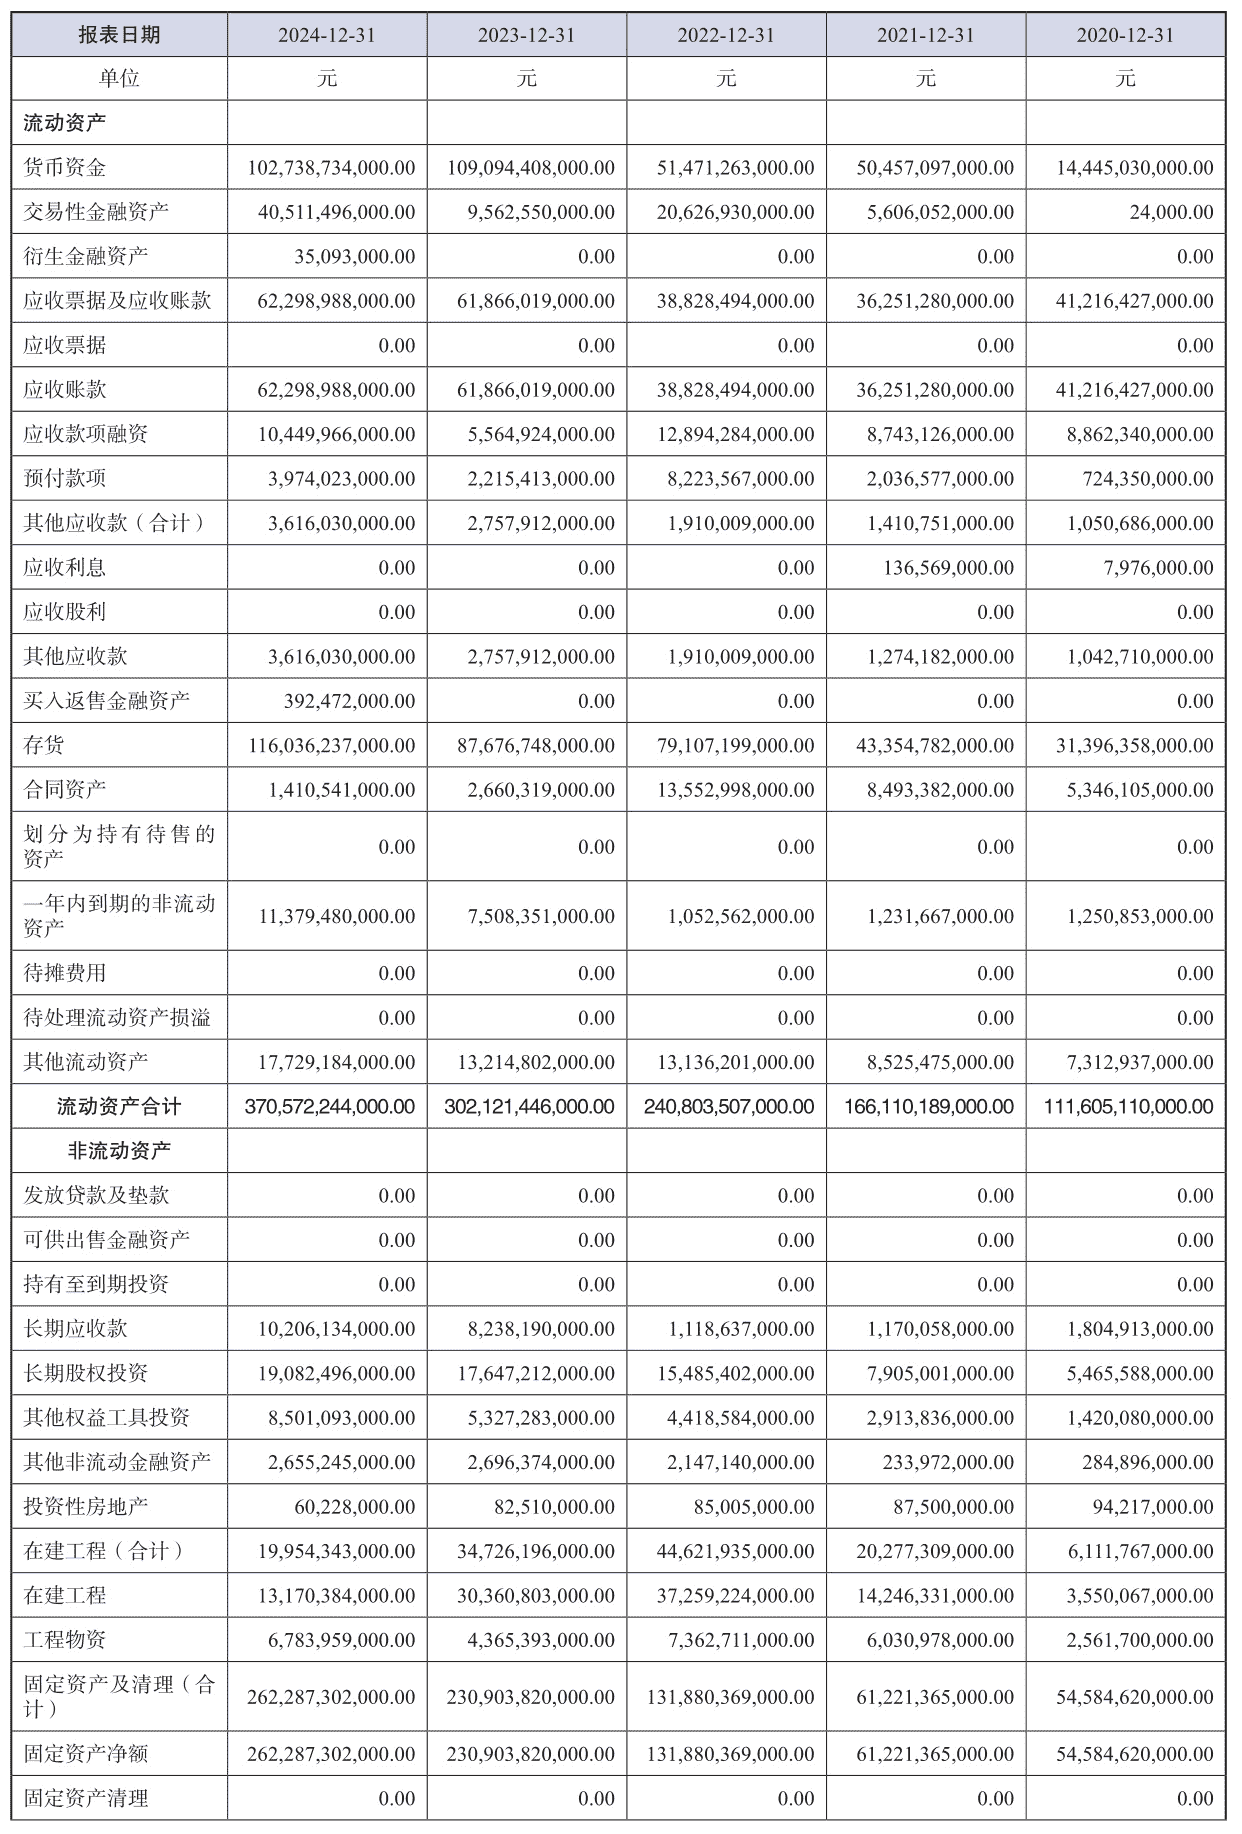 报表日期 2024-12-31 2023-12-31 2022-12-31 2021-12-31 2020-12-31
单位 元 元 元 元 元
流动资产
货币资金 102,738,734,000.00 109,094,408,000.00 51,471,263,000.00 50,457,097,000.00 14,445,030,000.00
交易性金融资产 40,511,496,000.00 9,562,550,000.00 20,626,930,000.00 5,606,052,000.00 24,000.00
衍生金融资产 35,093,000.00 0.00 0.00 0.00 0.00
应收票据及应收账款 62,298,988,000.00 61,866,019,000.00 38,828,494,000.00 36,251,280,000.00 41,216,427,000.00
应收票据 0.00 0.00 0.00 0.00 0.00
应收账款 62,298,988,000.00 61,866,019,000.00 38,828,494,000.00 36,251,280,000.00 41,216,427,000.00
应收款项融资 10,449,966,000.00 5,564,924,000.00 12,894,284,000.00 8,743,126,000.00 8,862,340,000.00
预付款项 3,974,023,000.00 2,215,413,000.00 8,223,567,000.00 2,036,577,000.00 724,350,000.00
其他应收款（合计） 3,616,030,000.00 2,757,912,000.00 1,910,009,000.00 1,410,751,000.00 1,050,686,000.00
应收利息 0.00 0.00 0.00 136,569,000.00 7,976,000.00
应收股利 0.00 0.00 0.00 0.00 0.00
其他应收款 3,616,030,000.00 2,757,912,000.00 1,910,009,000.00 1,274,182,000.00 1,042,710,000.00
买入返售金融资产 392,472,000.00 0.00 0.00 0.00 0.00
存货 116,036,237,000.00 87,676,748,000.00 79,107,199,000.00 43,354,782,000.00 31,396,358,000.00
合同资产 1,410,541,000.00 2,660,319,000.00 13,552,998,000.00 8,493,382,000.00 5,346,105,000.00
划分为持有待售的
资产 0.00 0.00 0.00 0.00 0.00
一年内到期的非流动
资产 11,379,480,000.00 7,508,351,000.00 1,052,562,000.00 1,231,667,000.00 1,250,853,000.00
待摊费用 0.00 0.00 0.00 0.00 0.00
待处理流动资产损溢 0.00 0.00 0.00 0.00 0.00
其他流动资产 17,729,184,000.00 13,214,802,000.00 13,136,201,000.00 8,525,475,000.00 7,312,937,000.00
流动资产合计 370,572,244,000.00 302,121,446,000.00 240,803,507,000.00 166,110,189,000.00 111,605,110,000.00
非流动资产
发放贷款及垫款 0.00 0.00 0.00 0.00 0.00
可供出售金融资产 0.00 0.00 0.00 0.00 0.00
持有至到期投资 0.00 0.00 0.00 0.00 0.00
长期应收款 10,206,134,000.00 8,238,190,000.00 1,118,637,000.00 1,170,058,000.00 1,804,913,000.00
长期股权投资 19,082,496,000.00 17,647,212,000.00 15,485,402,000.00 7,905,001,000.00 5,465,588,000.00
其他权益工具投资 8,501,093,000.00 5,327,283,000.00 4,418,584,000.00 2,913,836,000.00 1,420,080,000.00
其他非流动金融资产 2,655,245,000.00 2,696,374,000.00 2,147,140,000.00 233,972,000.00 284,896,000.00
投资性房地产 60,228,000.00 82,510,000.00 85,005,000.00 87,500,000.00 94,217,000.00
在建工程（合计） 19,954,343,000.00 34,726,196,000.00 44,621,935,000.00 20,277,309,000.00 6,111,767,000.00
在建工程 13,170,384,000.00 30,360,803,000.00 37,259,224,000.00 14,246,331,000.00 3,550,067,000.00
工程物资 6,783,959,000.00 4,365,393,000.00 7,362,711,000.00 6,030,978,000.00 2,561,700,000.00
固定资产及清理（合
计） 262,287,302,000.00 230,903,820,000.00 131,880,369,000.00 61,221,365,000.00 54,584,620,000.00
固定资产净额 262,287,302,000.00 230,903,820,000.00 131,880,369,000.00 61,221,365,000.00 54,584,620,000.00
固定资产清理 0.00 0.00 0.00 0.00 0.00